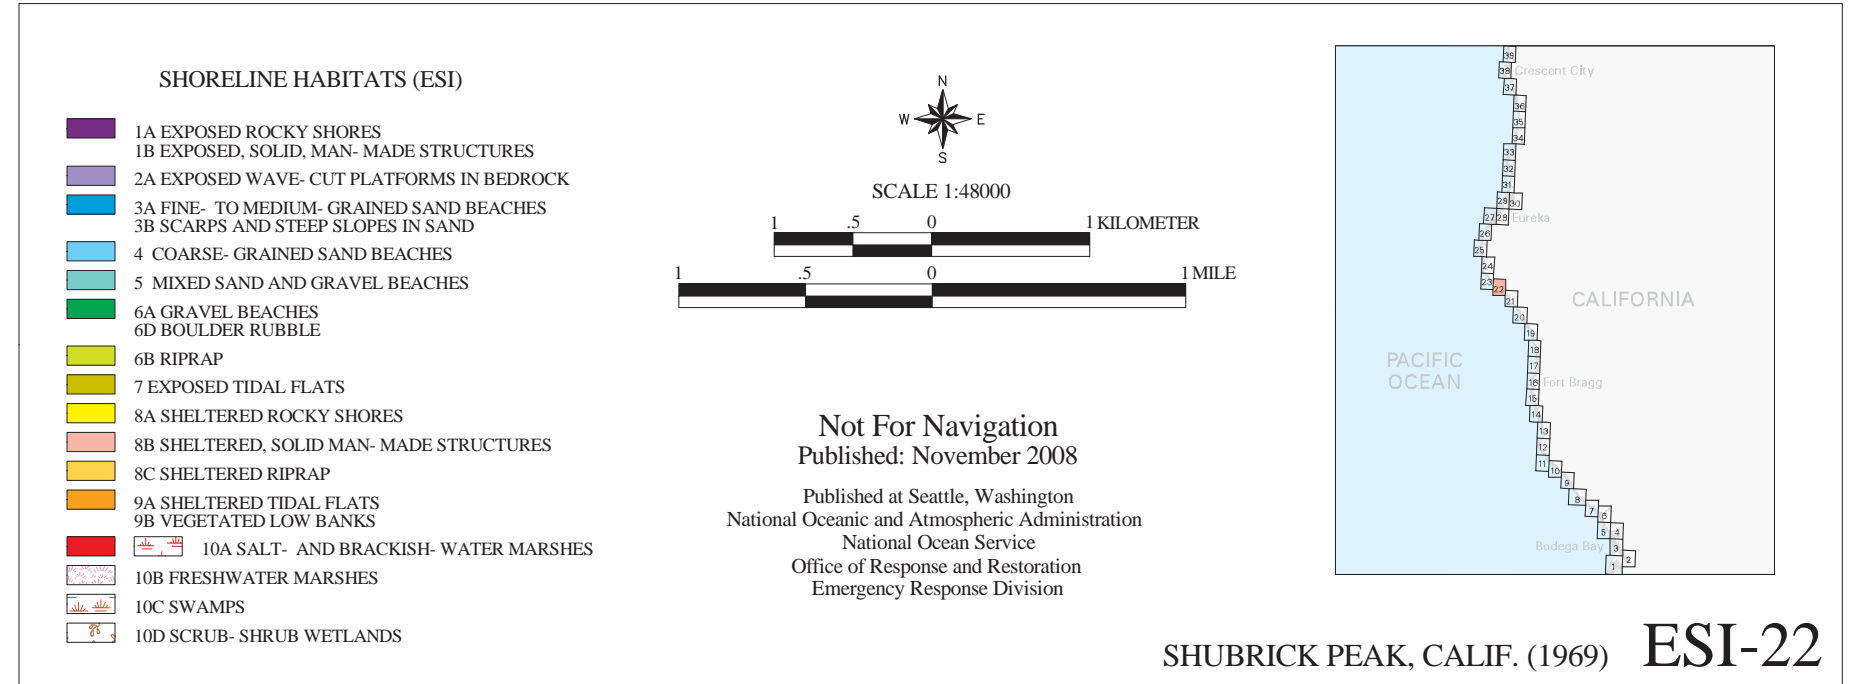 SHORELINE HABITATS (ESI)
1A EXPOSED ROCKY SHORES
1B EXPOSED, SOLID, MAN- MADE STRUCTURES
2A EXPOSED WAVE- CUT PLATFORMS IN BEDROCK
3A FINE- TO MEDIUM- GRAINED SAND BEACHES
3B SCARPS AND STEEP SLOPES IN SAND
4 COARSE- GRAINED SAND BEACHES
5 MIXED SAND AND GRAVEL BEACHES
6A GRAVEL BEACHES
6D BOULDER RUBBLE
6B RIPRAP
7 EXPOSED TIDAL FLATS
8A SHELTERED ROCKY SHORES
8B SHELTERED, SOLID MAN- MADE STRUCTURES
8C SHELTERED RIPRAP
9A SHELTERED TIDAL FLATS
9B VEGETATED LOW BANKS
10A SALT- AND BRACKISH- WATER MARSHES
10B FRESHWATER MARSHES
10C SWAMPS
10D SCRUB- SHRUB WETLANDS
N
W E
S
SCALE 1:48000
1 .5 0 1 KILOMETER
1 .5 0 1 MILE
Not For Navigation
Published: November 2008
Published at Seattle, Washington
National Oceanic and Atmospheric Administration
National Ocean Service
Office of Response and Restoration
Emergency Response Division
39
38 Crescent City
37
36
35
34
33
32
31
29 30
27 28 Eureka
26
25
24
23
22
21
CALIFORNIA
20
19
18
PACIFIC
17
OCEAN
16 Fort Bragg
15
14
13
12
11
10
9
8
7
6
5 4
Bodega Bay 3
2
1
SHUBRICK PEAK, CALIF. (1969) ESI-22